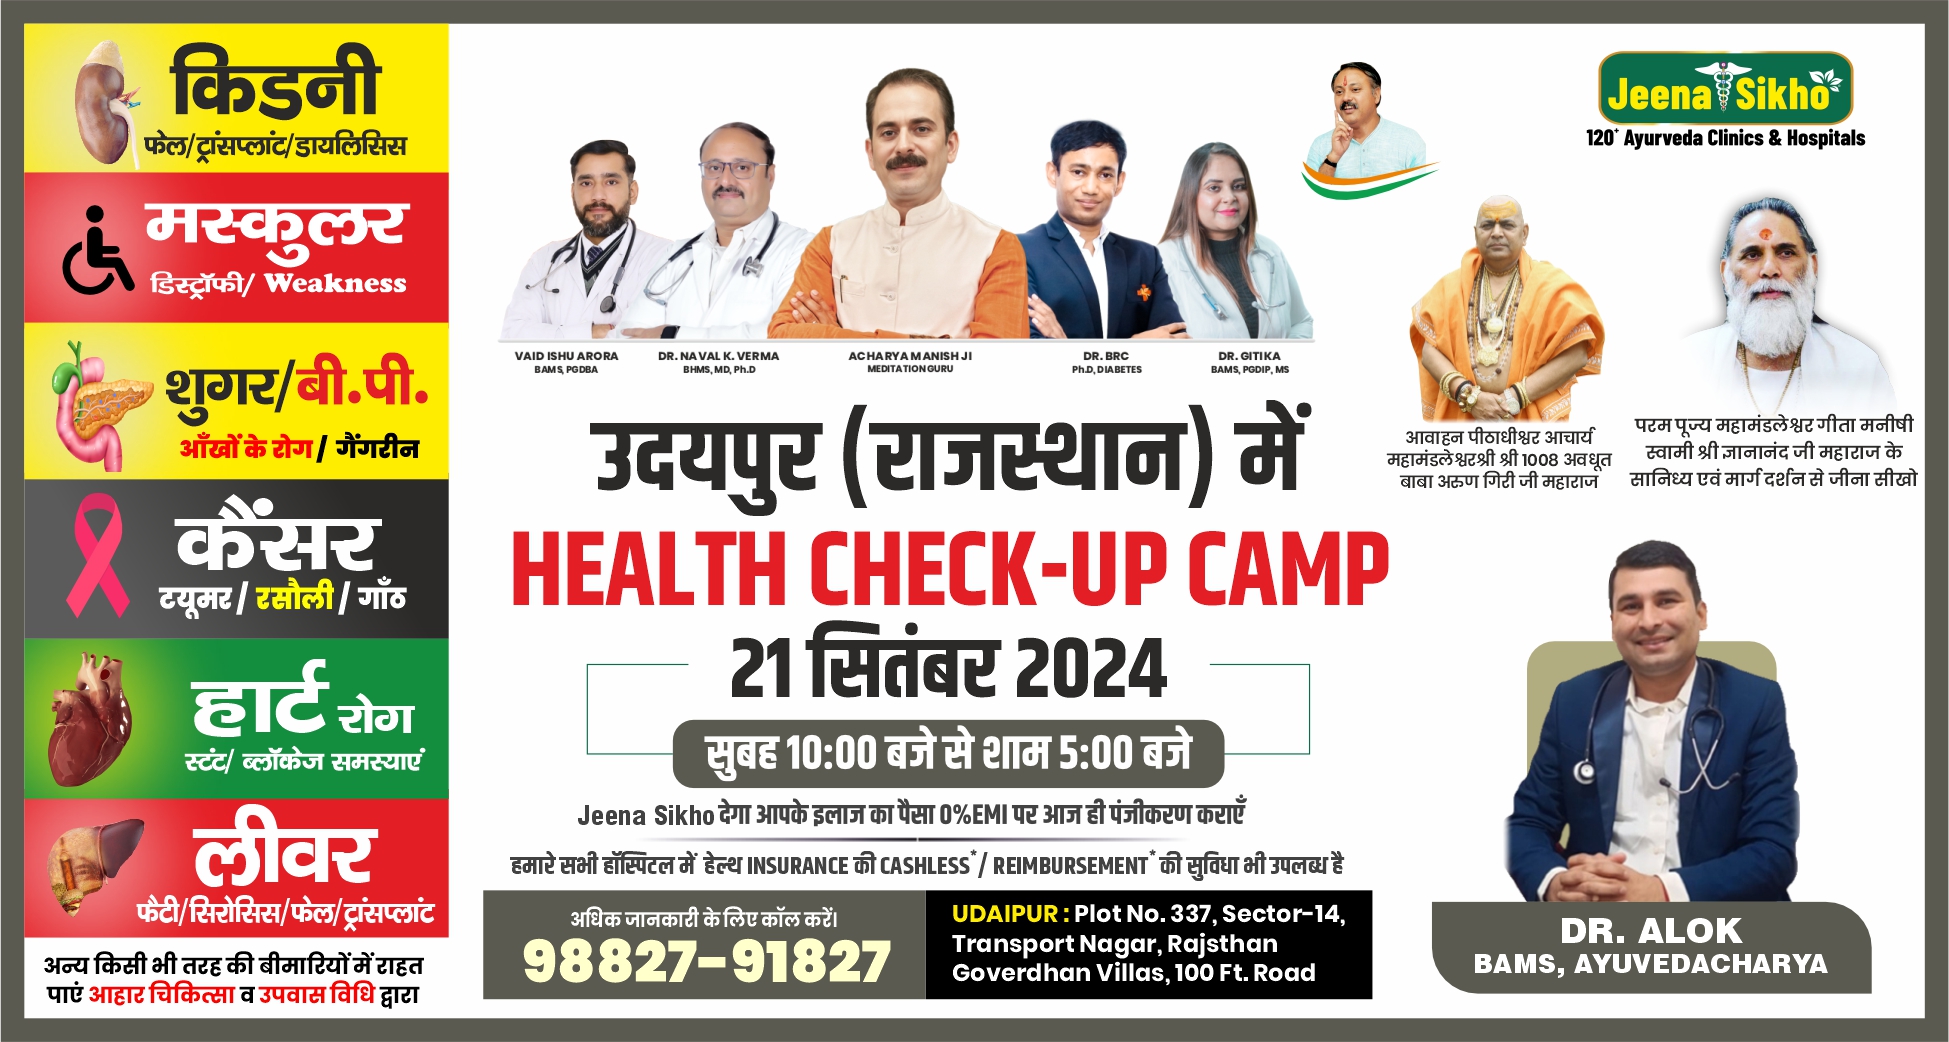 किडनी
फेल/ट्रांसप्लांट/डायलिसिस
मस्कुलर
डिस्ट्रॉफी/ Weakness
शुगर/बी.पी.
आँखों के रोग / गैंगरीन
कैंसर
टयूमर / रसौली / गाँठ
हार्ट रोग
स्टंट/ ब्लॉकेज समस्याएं
लीवर
फैटी/सिरोसिस/फेल/ट्रांसप्लांट
अन्य किसी भी तरह की बीमारियों में राहत
पाएं आहार चिकित्सा व उपवास विधि द्वारा
VAID ISHU ARORA
BAMS, PGDBA
DR. NAVAL K. VERMA
BHMS, MD, Ph.D
ACHARYA MANISH JI
MEDITATION GURU
DR. BRC
Ph.D, DIABETES
DR. GITIKA
BAMS, PGDIP, MS
Jeena Sikho
120+ Ayurveda Clinics & Hospitals
आवाहन पीठाधीश्वर आचार्य
महामंडलेश्वरश्री श्री 1008 अवधूत
बाबा अरुण गिरी जी महाराज
परम पूज्य महामंडलेश्वर गीता मनीषी
स्वामी श्री ज्ञानानंद जी महाराज के
सानिध्य एवं मार्ग दर्शन से जीना सीखो
उदयपुर (राजस्थान) में
HEALTH CHECK-UP CAMP
21 सितंबर 2024
सुबह 10:00 बजे से शाम 5:00 बजे
Jeena Sikho देगा आपके इलाज का पैसा 0%EMI पर आज ही पंजीकरण कराएँ
हमारे सभी हॉस्पिटल में हेल्थ INSURANCE की CASHLESS* / REIMBURSEMENT* की सुविधा भी उपलब्ध है
अधिक जानकारी के लिए कॉल करें।
98827-91827
UDAIPUR : Plot No. 337, Sector-14,
Transport Nagar, Rajsthan
Goverdhan Villas, 100 Ft. Road
DR. ALOK
BAMS, AYUVEDACHARYA